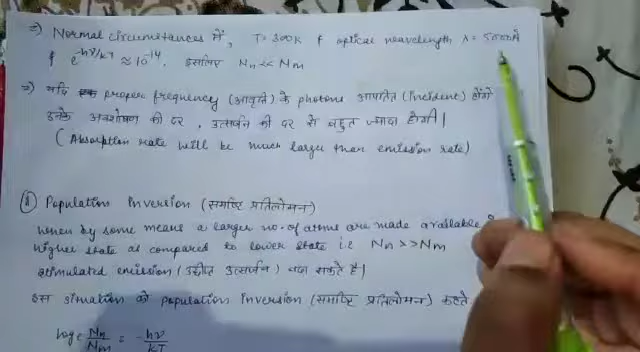 ⇒) Normal circumstances में, T = 300K & optical wavelength λ = 5000Å
& e^-hν/kT ≈ 10^-14, इसलिए Nn << Nm
⇒) यदि proper frequency (आवृत्ति) के photons आपतित (Incident) होंगे
उनके अवशोषण की दर, उत्सर्जन की दर से बहुत ज्यादा होगी।
(Absorption rate will be much larger than emission rate)
Population Inversion (समष्टि प्रतिलोमन)
When by some means a larger no. of atoms are made available
higher state as compared to lower state i.e Nn >> Nm
stimulated emission (उद्दीप्त उत्सर्जन) बढ़ा सकते है।
इस situation को population inversion (समष्टि प्रतिलोमन) कहते
loge Nn/Nm = -hν/kT